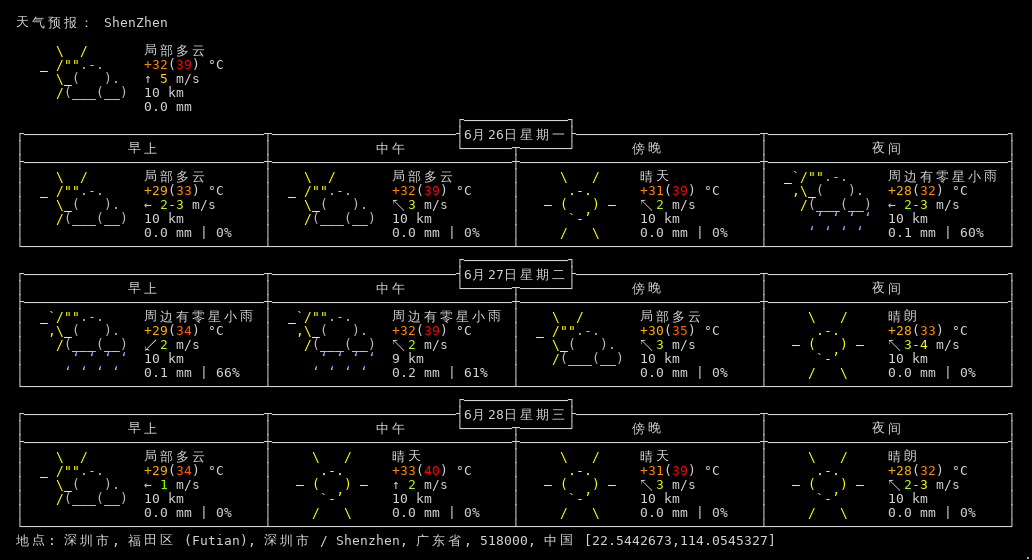 天气预报： ShenZhen
局部多云
+32(39) °C
↑ 5 m/s
10 km
0.0 mm
6月26日星期一
早上 中午 傍晚 夜间
局部多云 局部多云 晴天 周边有零星小雨
+29(33) °C +32(39) °C +31(39) °C +28(32) °C
← 2-3 m/s ↖3 m/s ↖2 m/s ← 2-3 m/s
10 km 10 km 10 km 10 km
0.0 mm | 0% 0.0 mm | 0% 0.0 mm | 0% 0.1 mm | 60%
6月27日星期二
早上 中午 傍晚 夜间
周边有零星小雨 周边有零星小雨 局部多云 晴朗
+29(34) °C +32(39) °C +30(35) °C +28(33) °C
↙2 m/s ↖2 m/s ↖3 m/s ↖3-4 m/s
10 km 9 km 10 km 10 km
0.1 mm | 66% 0.2 mm | 61% 0.0 mm | 0% 0.0 mm | 0%
6月28日星期三
早上 中午 傍晚 夜间
局部多云 晴天 晴天 晴朗
+29(34) °C +33(40) °C +31(39) °C +28(32) °C
← 1 m/s ↑ 2 m/s ↖3 m/s ↖2-3 m/s
10 km 10 km 10 km 10 km
0.0 mm | 0% 0.0 mm | 0% 0.0 mm | 0% 0.0 mm | 0%
地点: 深圳市, 福田区 (Futian), 深圳市 / Shenzhen, 广东省, 518000, 中国 [22.5442673,114.0545327]